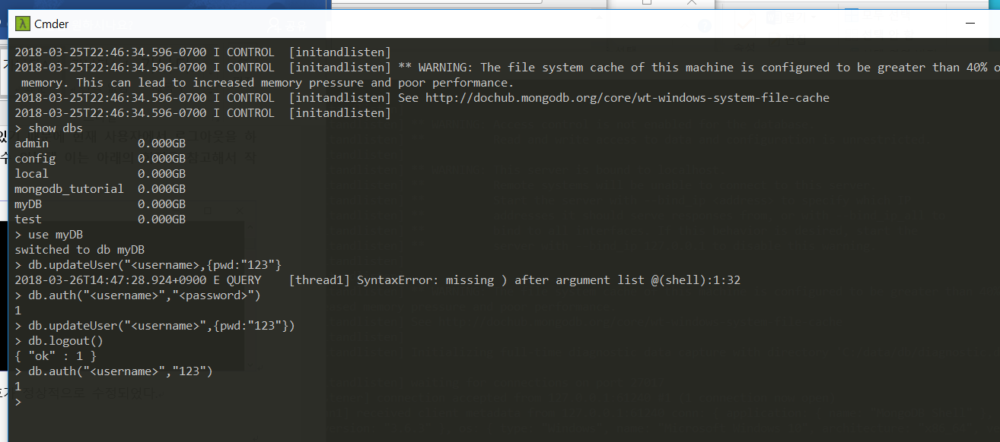 Cmder
2018-03-25T22:46:34.596-0700 I CONTROL  [initandlisten]
2018-03-25T22:46:34.596-0700 I CONTROL  [initandlisten] ** WARNING: The file system cache of this machine is configured to be greater than 40% o
 memory. This can lead to increased memory pressure and poor performance.
2018-03-25T22:46:34.596-0700 I CONTROL  [initandlisten] See http://dochub.mongodb.org/core/wt-windows-system-file-cache
2018-03-25T22:46:34.596-0700 I CONTROL  [initandlisten]
> show dbs
admin             0.000GB
config            0.000GB
local             0.000GB
mongodb_tutorial  0.000GB
myDB              0.000GB
test              0.000GB
> use myDB
switched to db myDB
> db.updateUser("<username>,{pwd:"123"}
2018-03-26T14:47:28.924+0900 E QUERY    [thread1] SyntaxError: missing ) after argument list @(shell):1:32
> db.auth("<username>","<password>")
1
> db.updateUser("<username>",{pwd:"123"})
> db.logout()
{ "ok" : 1 }
> db.auth("<username>","123")
1
>